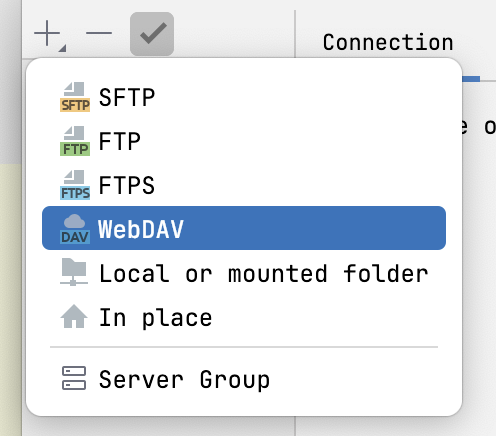 Connection
SFTP SFTP
FTP FTP
FTPS FTPS
DAV WebDAV
Local or mounted folder
In place
Server Group
e o